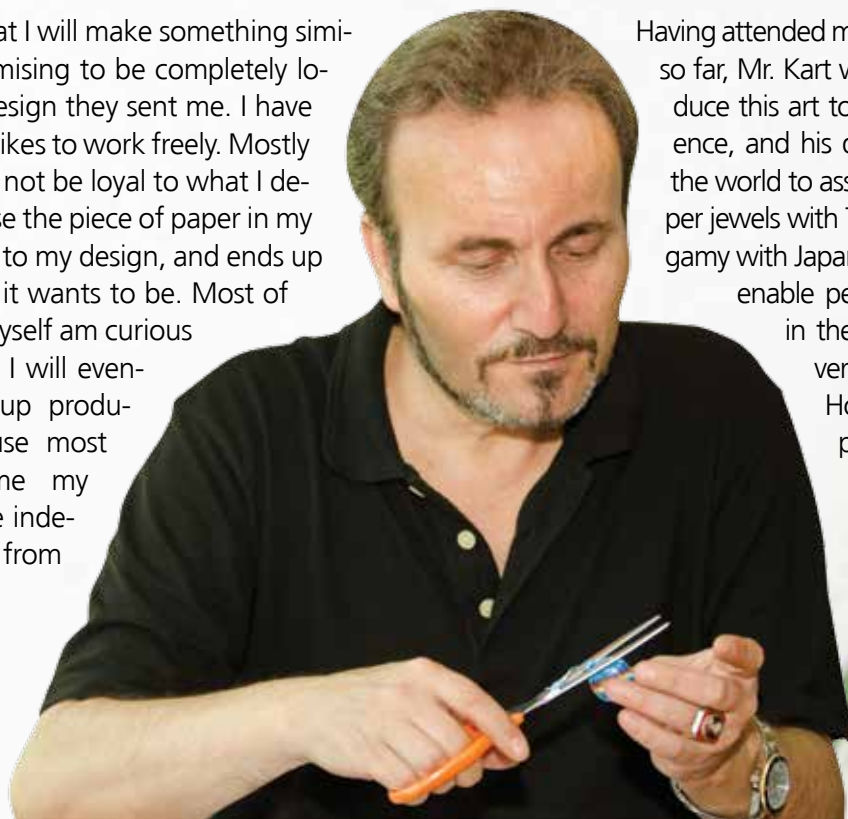 at I will make something simi-
mising to be completely lo-
esign they sent me. I have
ikes to work freely. Mostly
not be loyal to what I de-
se the piece of paper in my
to my design, and ends up
it wants to be. Most of
yself am curious
I will even-
up produ-
use most
ne my
e inde-
from
Having attended m
so far, Mr. Kart w
duce this art to
ence, and his
the world to ass
per jewels with
gamy with Japan
enable pe
in the
ver
Ho
p